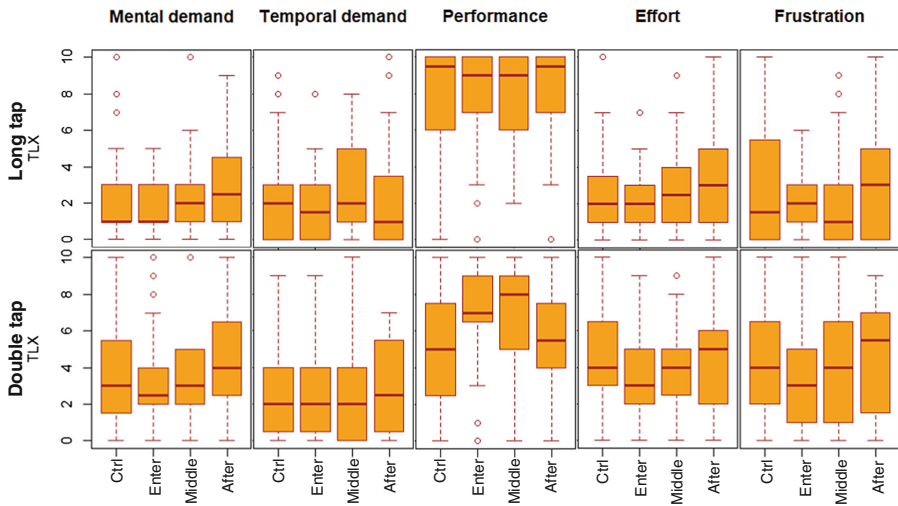 Mental demand Temporal demand Performance Effort Frustration
Long tap
TLX
10
8
6
4
2
0
Double tap
TLX
10
8
6
4
2
0
Ctrl Enter Middle After Ctrl Enter Middle After Ctrl Enter Middle After Ctrl Enter Middle After Ctrl Enter Middle After